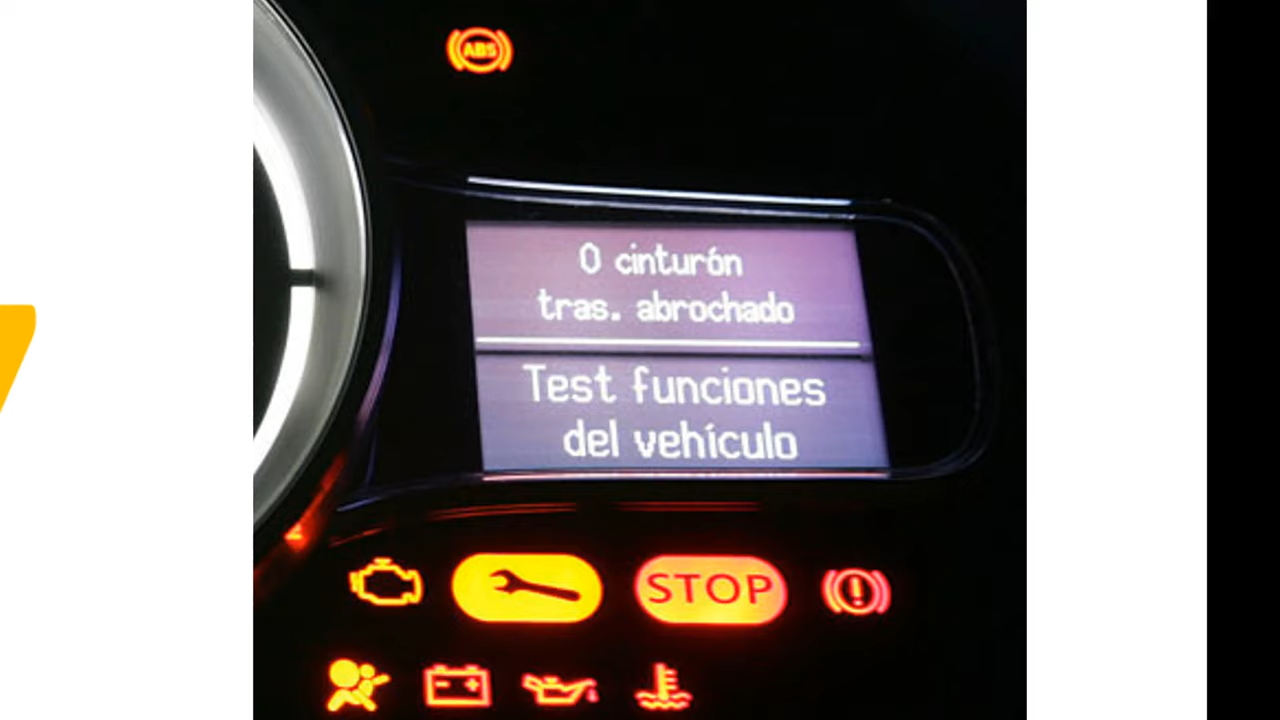 ABS
0 cinturón
tras. abrochado
Test funciones
del vehículo
STOP